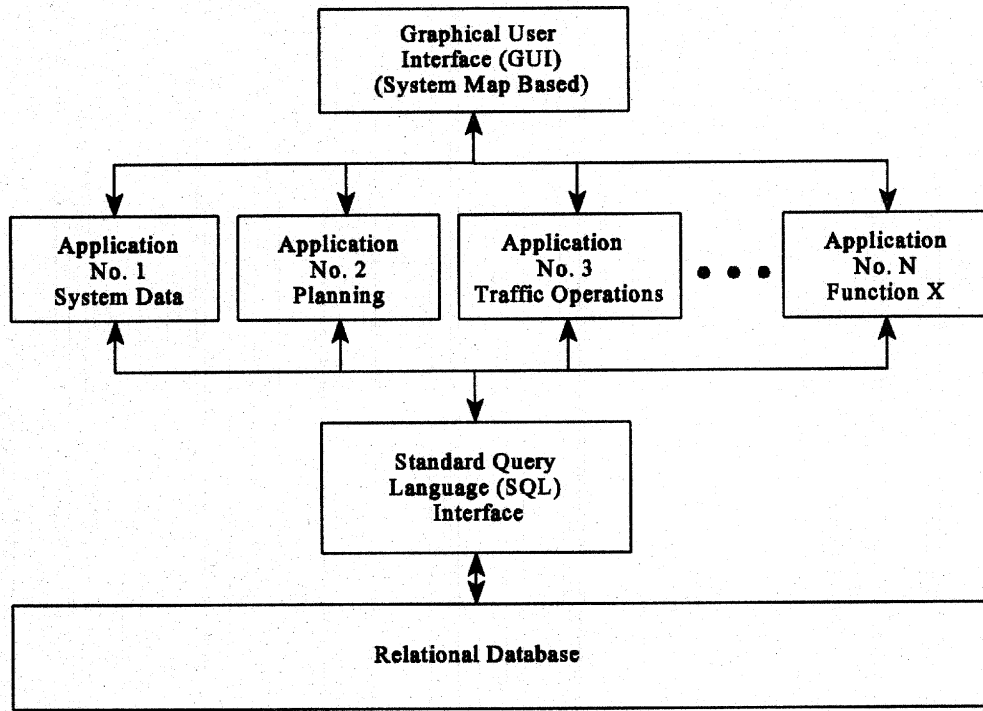 Graphical User
Interface (GUI)
(System Map Based)
Application
No. 1
System Data
Application
No. 2
Planning
Application
No. 3
Traffic Operations
Application
No. N
Function X
Standard Query
Language (SQL)
Interface
Relational Database